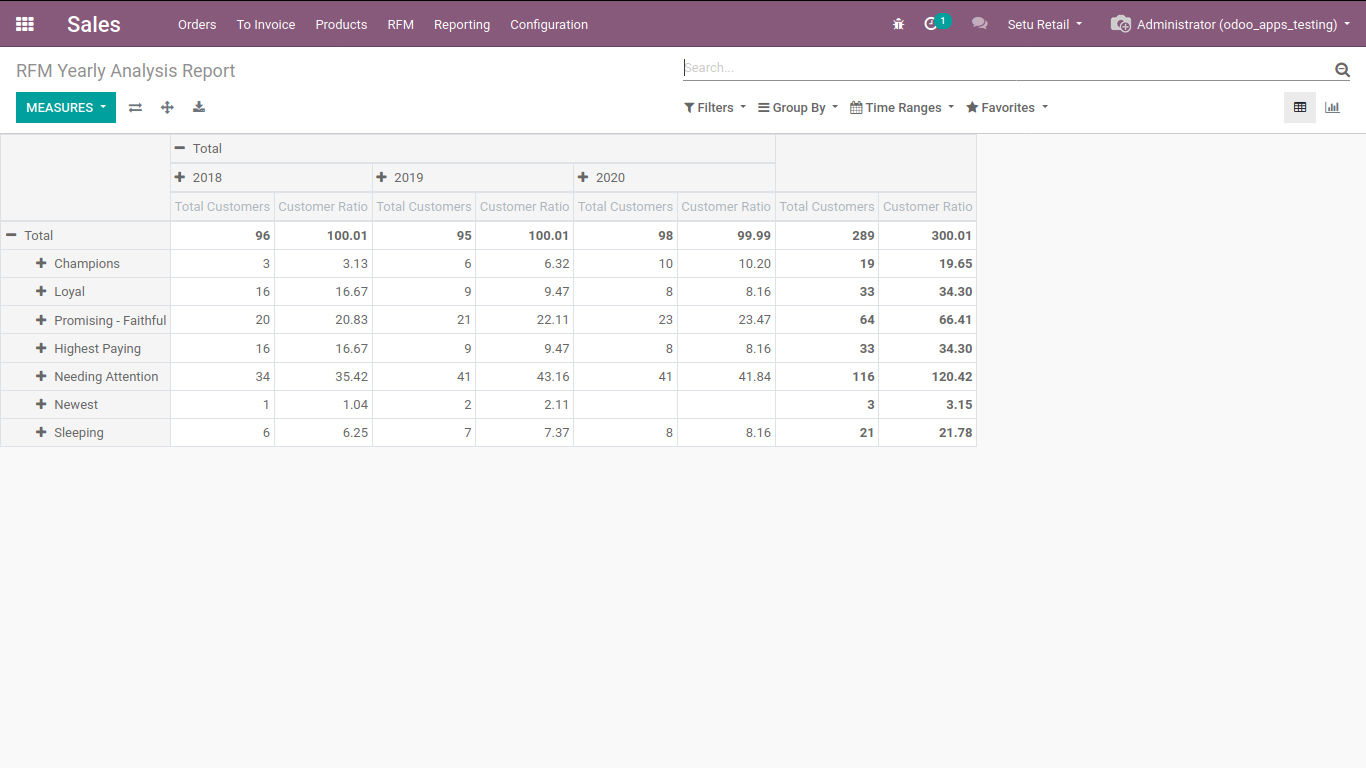 Sales Orders To Invoice Products RFM Reporting Configuration 1 Setu Retail Administrator (odoo_apps_testing)
RFM Yearly Analysis Report Search...
MEASURES Filters Group By Time Ranges Favorites
Total
2018 2019 2020
Total Customers Customer Ratio Total Customers Customer Ratio Total Customers Customer Ratio Total Customers Customer Ratio
Total 96 100.01 95 100.01 98 99.99 289 300.01
Champions 3 3.13 6 6.32 10 10.20 19 19.65
Loyal 16 16.67 9 9.47 8 8.16 33 34.30
Promising - Faithful 20 20.83 21 22.11 23 23.47 64 66.41
Highest Paying 16 16.67 9 9.47 8 8.16 33 34.30
Needing Attention 34 35.42 41 43.16 41 41.84 116 120.42
Newest 1 1.04 2 2.11 3 3.15
Sleeping 6 6.25 7 7.37 8 8.16 21 21.78